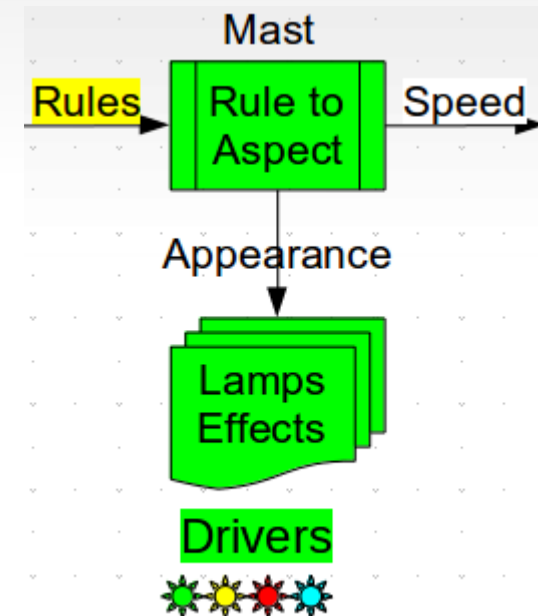 Mast
Rules
Rule to
Aspect
Speed
Appearance
Lamps
Effects
Drivers